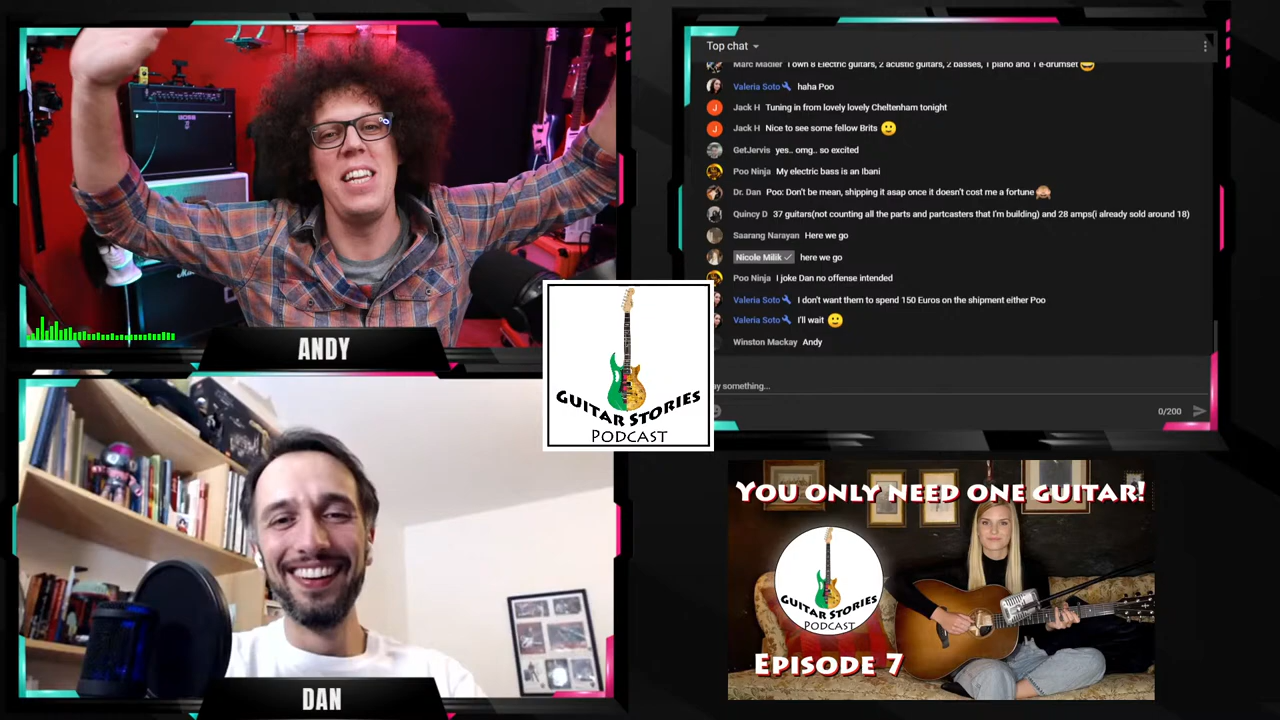 ANDY
Top chat
Marc Madler I own 8 Electric guitars, 2 acustic guitars, 2 basses, 1 piano and 1 e-drumset
Valeria Soto haha Poo
J Jack H Tuning in from lovely lovely Cheltenham tonight
J Jack H Nice to see some fellow Brits
GetJervis yes.. omg.. so excited
Poo Ninja My electric bass is an Ibani
Dr. Dan Poo: Don't be mean, shipping it asap once it doesn't cost me a fortune
Quincy D 37 guitars(not counting all the parts and partcasters that I'm building) and 28 amps(i already sold around 18)
Saarang Narayan Here we go
Nicole Milik here we go
Poo Ninja I joke Dan no offense intended
Valeria Soto I don't want them to spend 150 Euros on the shipment either Poo
Valeria Soto I'll wait
Winston Mackay Andy
ay something...
0/200
GUITAR STORIES
PODCAST
DAN
YOU ONLY NEED ONE GUITAR!
GUITAR STORIES
PODCAST
EPISODE 7
BOSS
Marshall